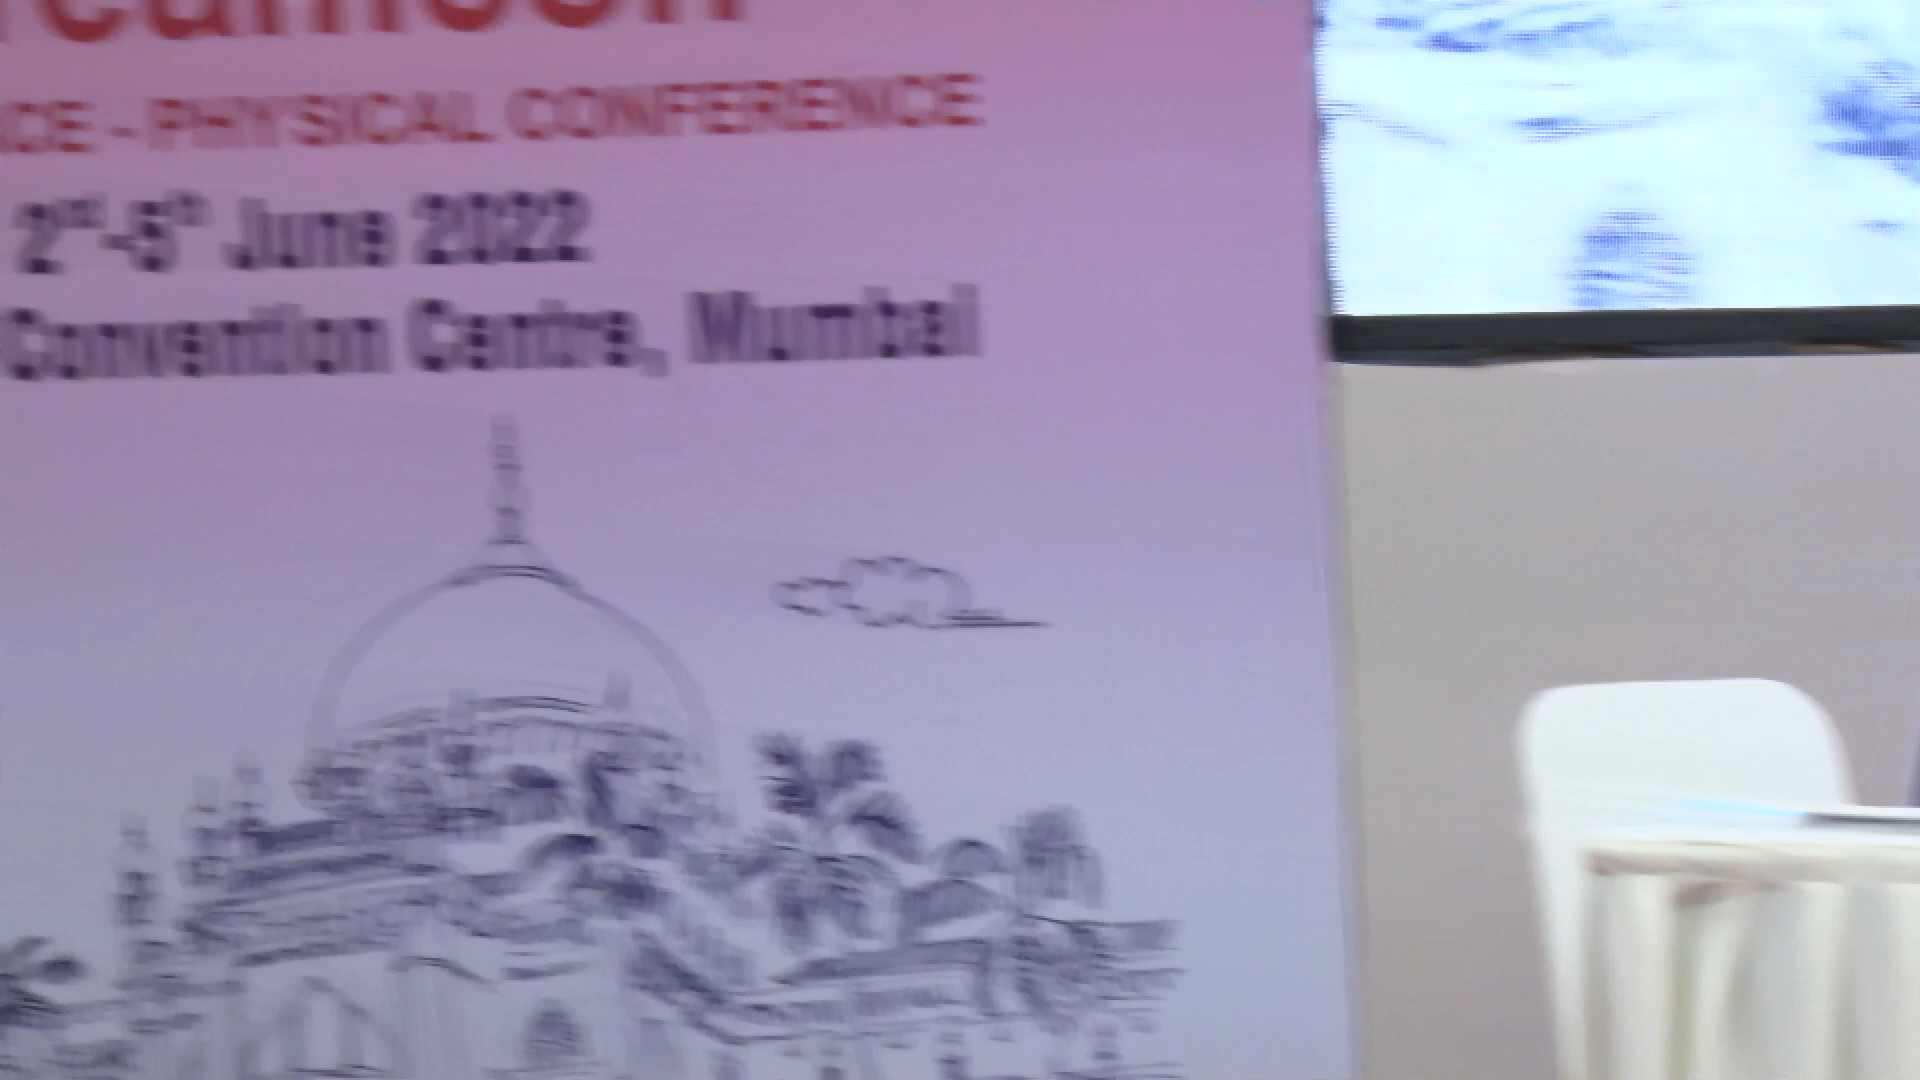 CE - PHYSICAL CONFERENCE
2nd-5th June 2022
Convention Centre, Mumbai